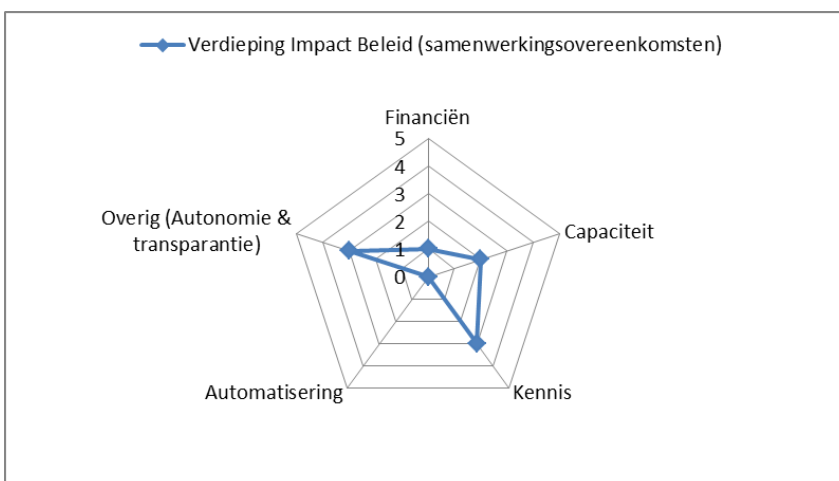 Verdieping Impact Beleid (samenwerkingsovereenkomsten)
Financiën
5
4
3
2
1
0
Capaciteit
Kennis
Automatisering
Overig (Autonomie &
transparantie)